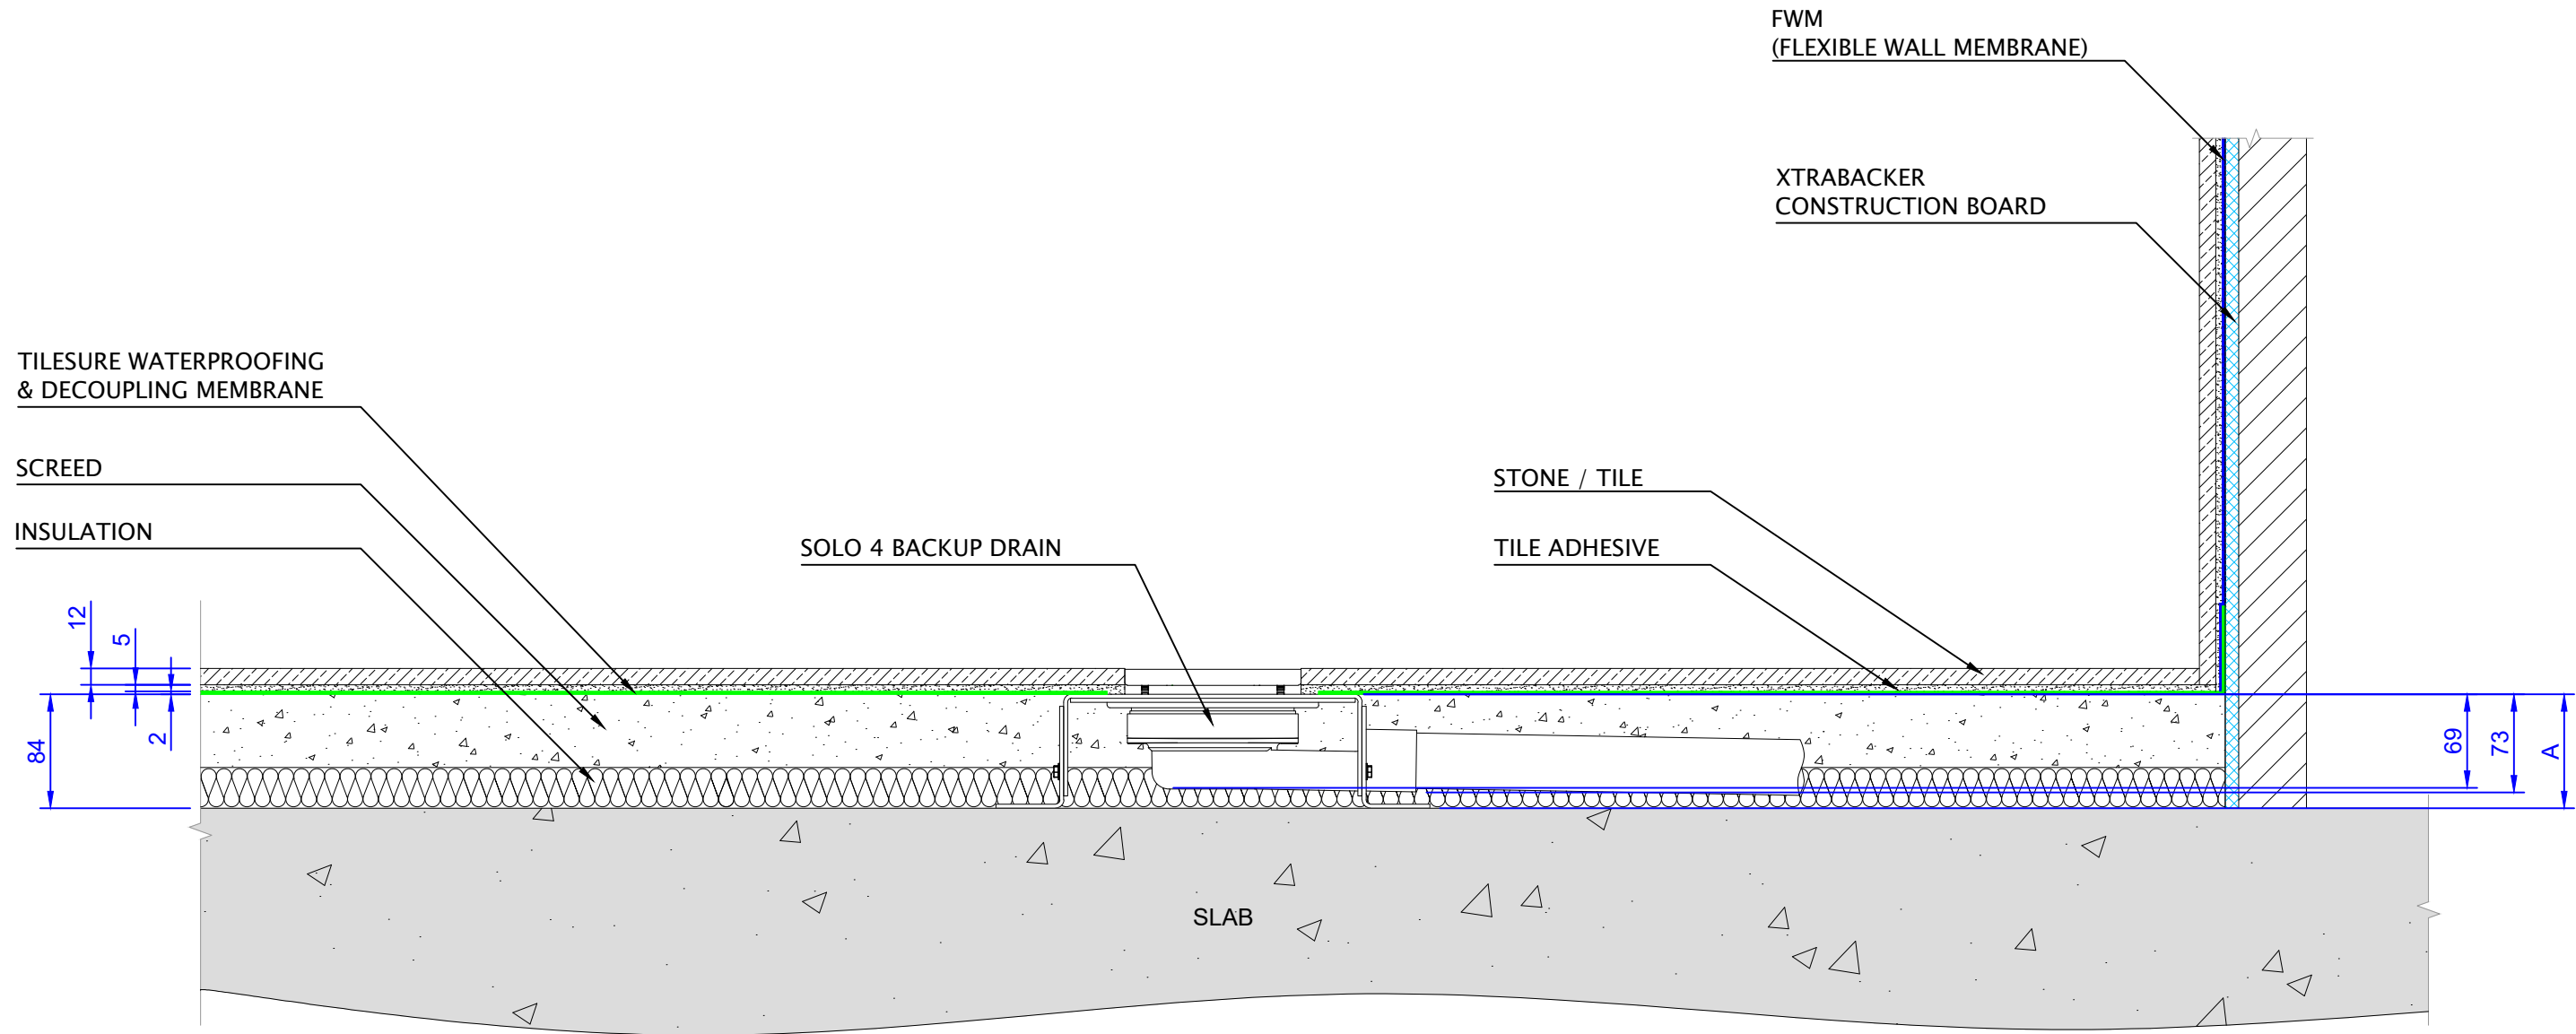 FWM
(FLEXIBLE WALL MEMBRANE)
XTRABACKER
CONSTRUCTION BOARD
TILESURE WATERPROOFING
& DECOUPLING MEMBRANE
SCREED
INSULATION
SOLO 4 BACKUP DRAIN
STONE / TILE
TILE ADHESIVE
12
5
2
84
69
73
A
SLAB